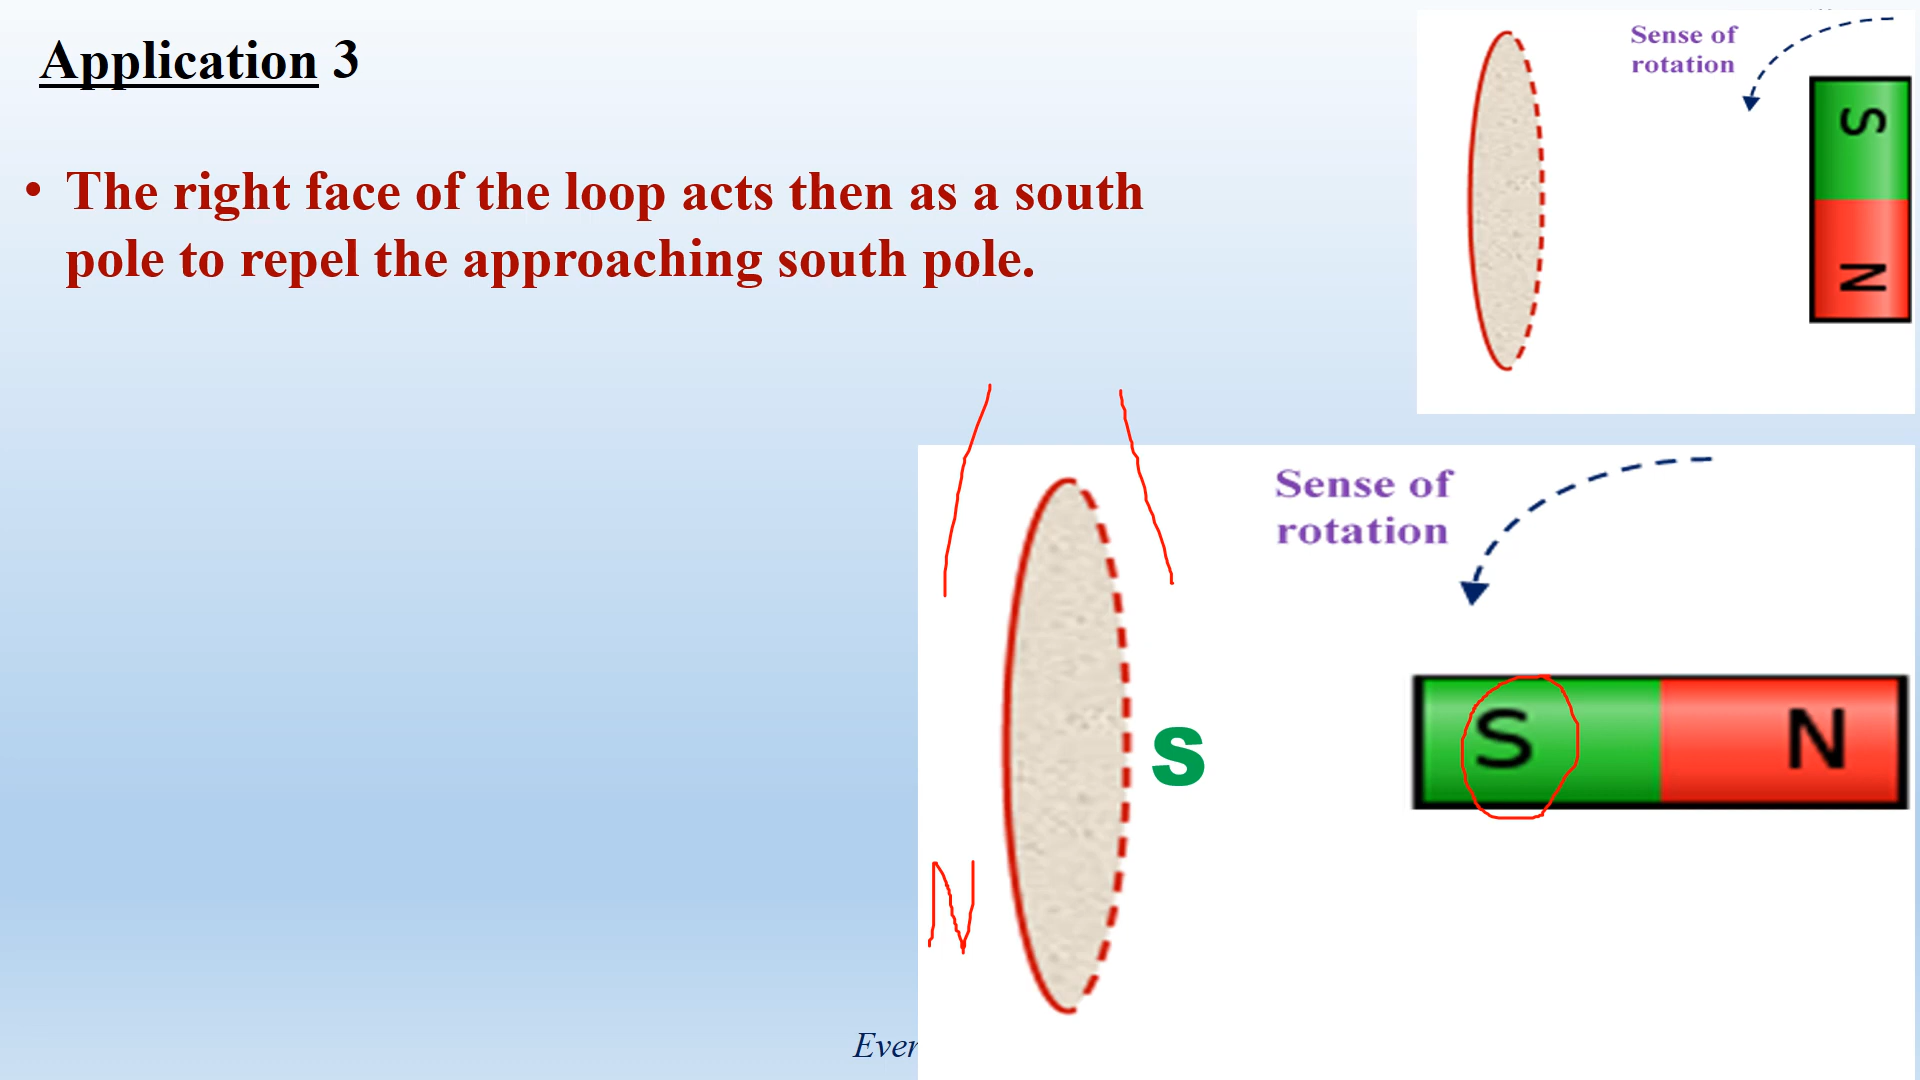 Application 3
• The right face of the loop acts then as a south
pole to repel the approaching south pole.
Sense of
rotation
S
N
Sense of
rotation
S
N
S
N
Ever